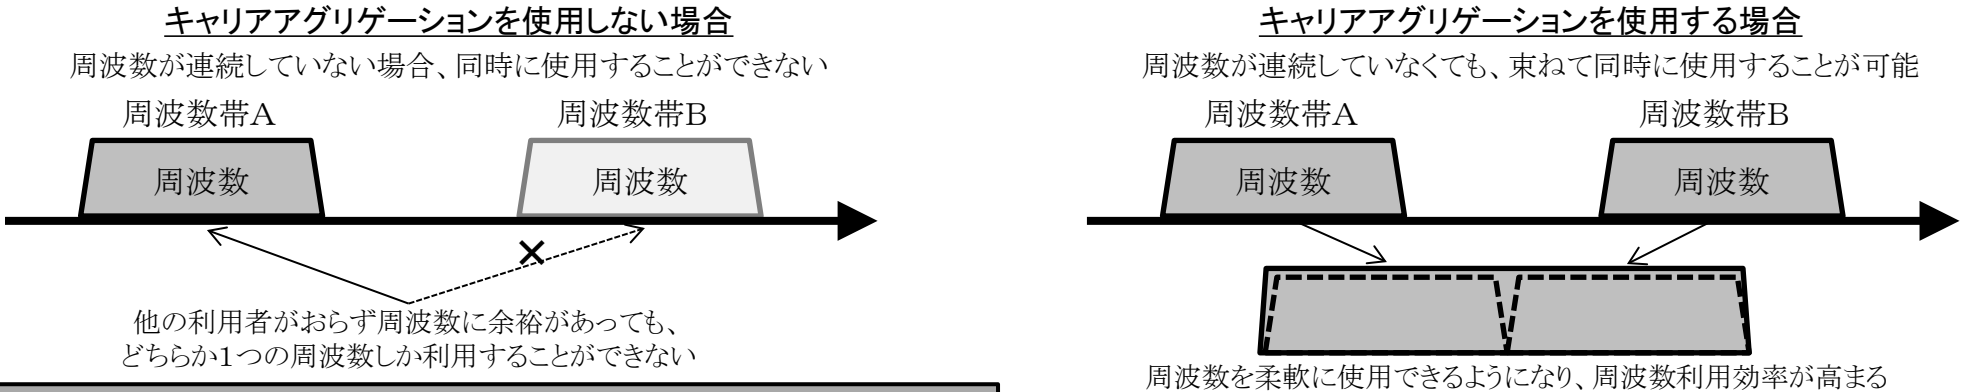 キャリアアグリゲーションを使用しない場合
周波数が連続していない場合、同時に使用することができない
周波数帯A
周波数帯B
周波数
周波数
×
他の利用者がおらず周波数に余裕があっても、
どちらか1つの周波数しか利用することができない
キャリアアグリゲーションを使用する場合
周波数が連続していなくても、束ねて同時に使用することが可能
周波数帯A
周波数帯B
周波数
周波数
周波数を柔軟に使用できるようになり、周波数利用効率が高まる